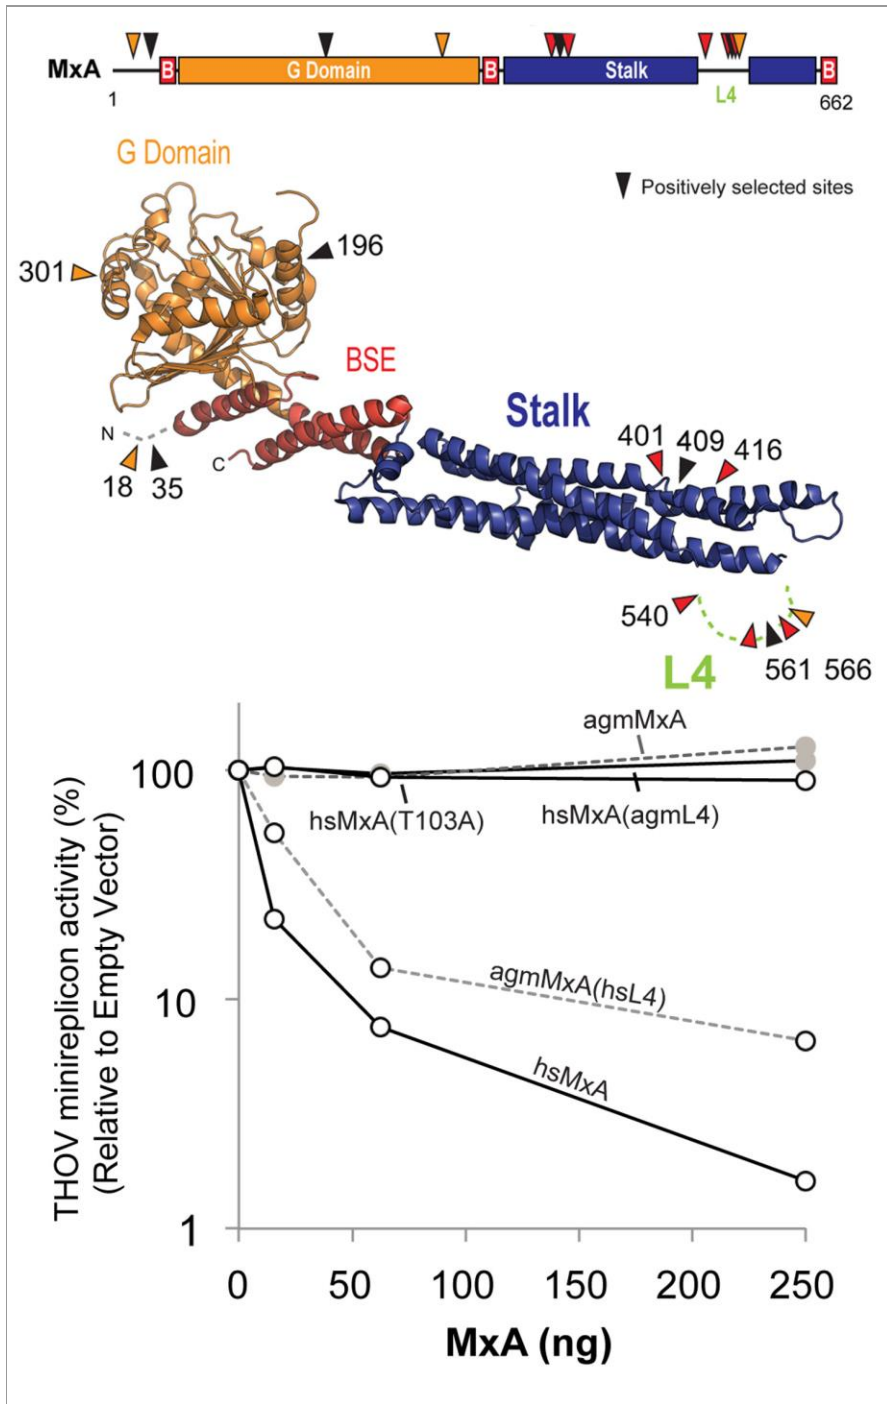 MxA
B
G Domain
B
Stalk
L4
B
1
662
G Domain
Positively selected sites
301
196
BSE
Stalk
N
C
18
35
401
409
416
540
561
566
L4
agmMxA
hsMxA(T103A)
hsMxA(agmL4)
agmMxA(hsL4)
hsMxA
THOV minireplicon activity (%)
(Relative to Empty Vector)
100
10
1
0
50
100
150
200
250
MxA (ng)